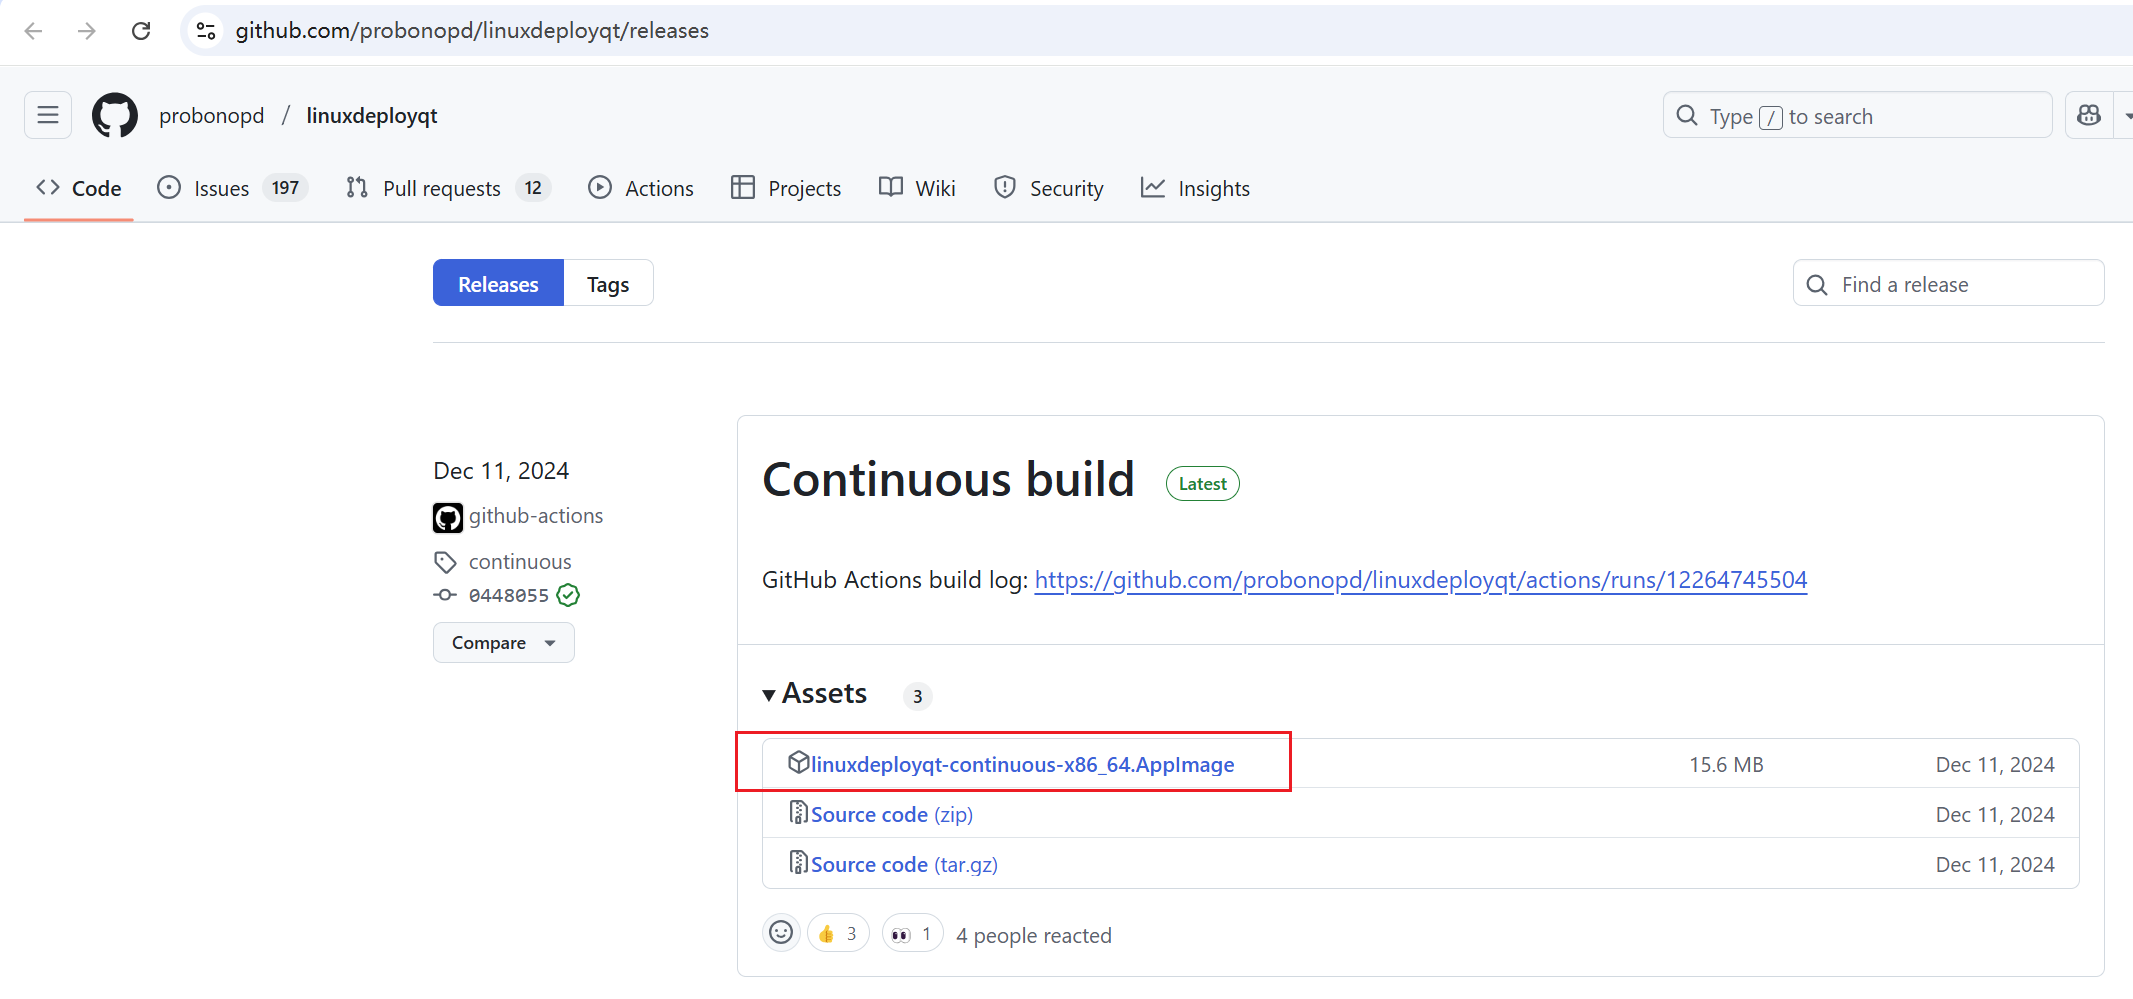 github.com/probonopd/linuxdeployqt/releases
probonopd / linuxdeployqt
Type / to search
Code
Issues 197
Pull requests 12
Actions
Projects
Wiki
Security
Insights
Releases
Tags
Find a release
Dec 11, 2024
github-actions
continuous
0448055
Compare
Continuous build Latest
GitHub Actions build log: https://github.com/probonopd/linuxdeployqt/actions/runs/12264745504
Assets 3
linuxdeployqt-continuous-x86_64.AppImage 15.6 MB Dec 11, 2024
Source code (zip) Dec 11, 2024
Source code (tar.gz) Dec 11, 2024
👍 3 👀 1 4 people reacted